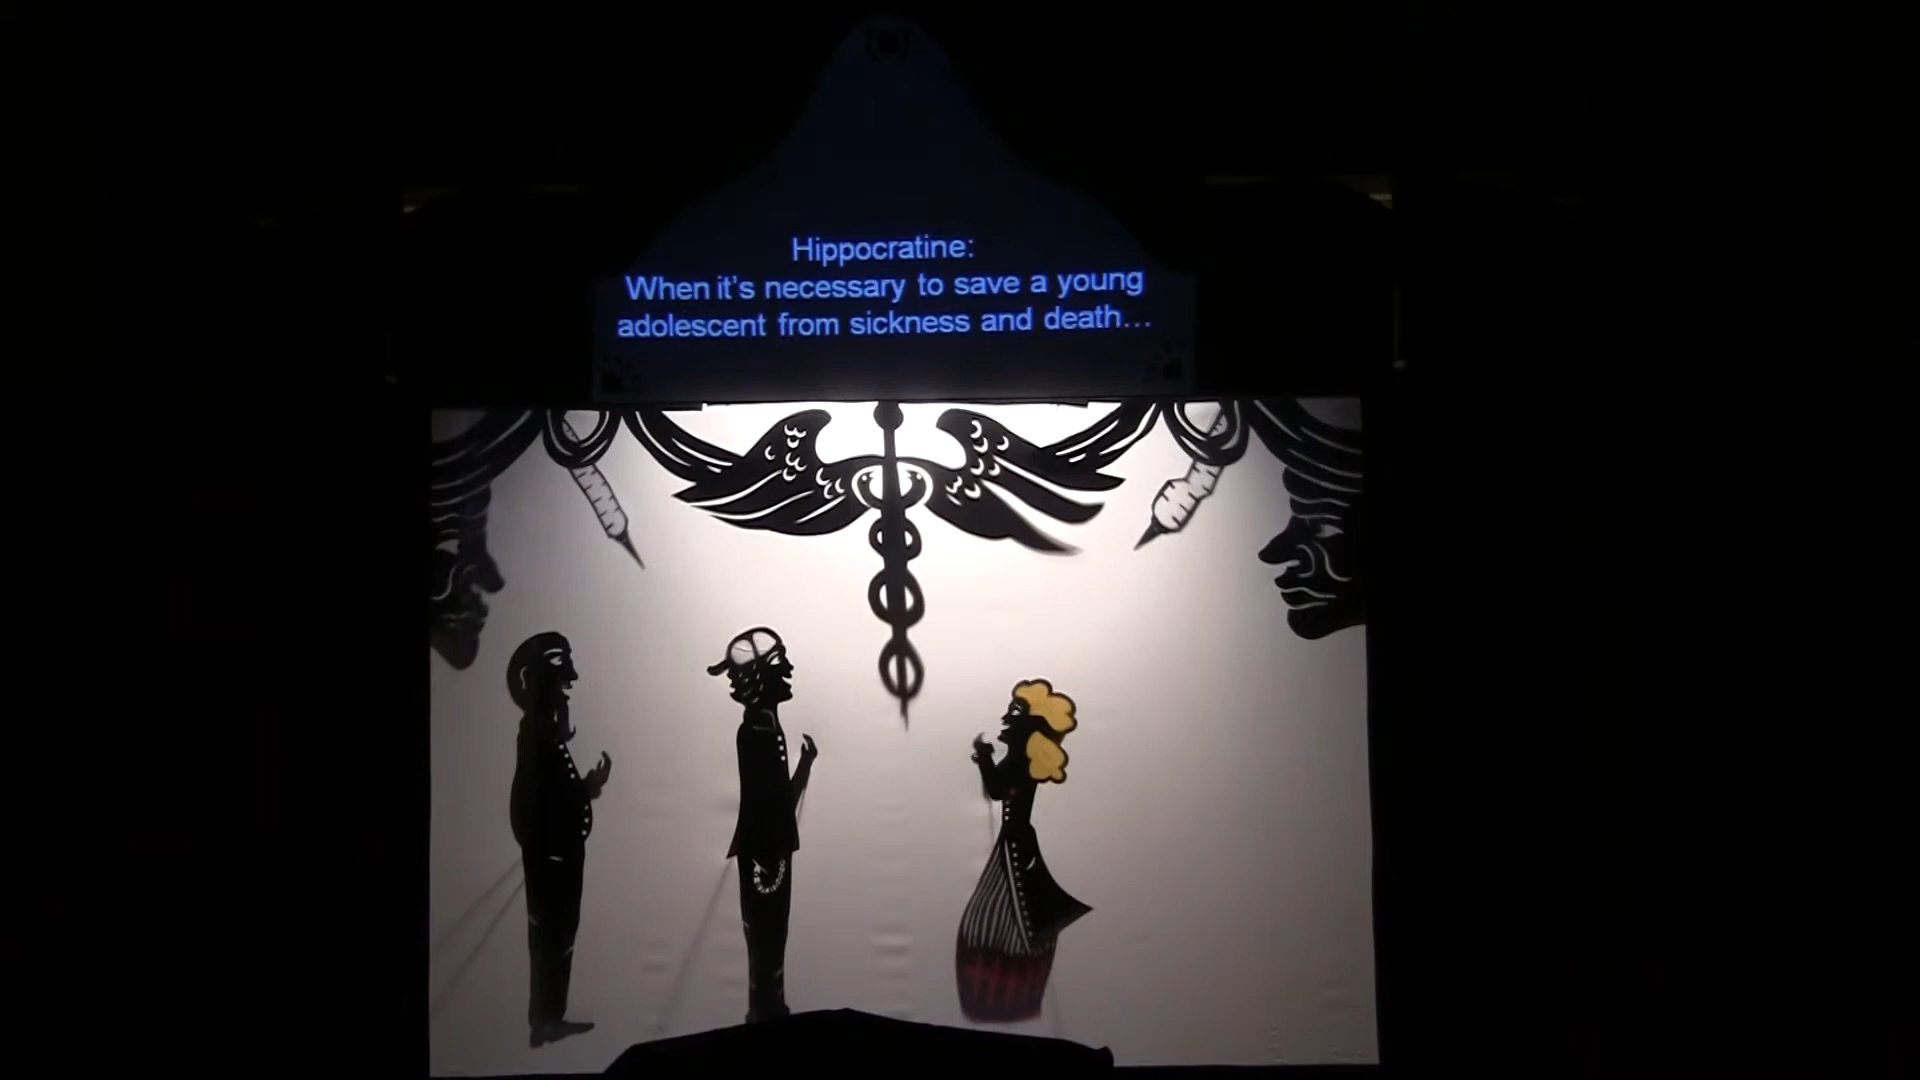 Hippocratine:
When it's necessary to save a young
adolescent from sickness and death...